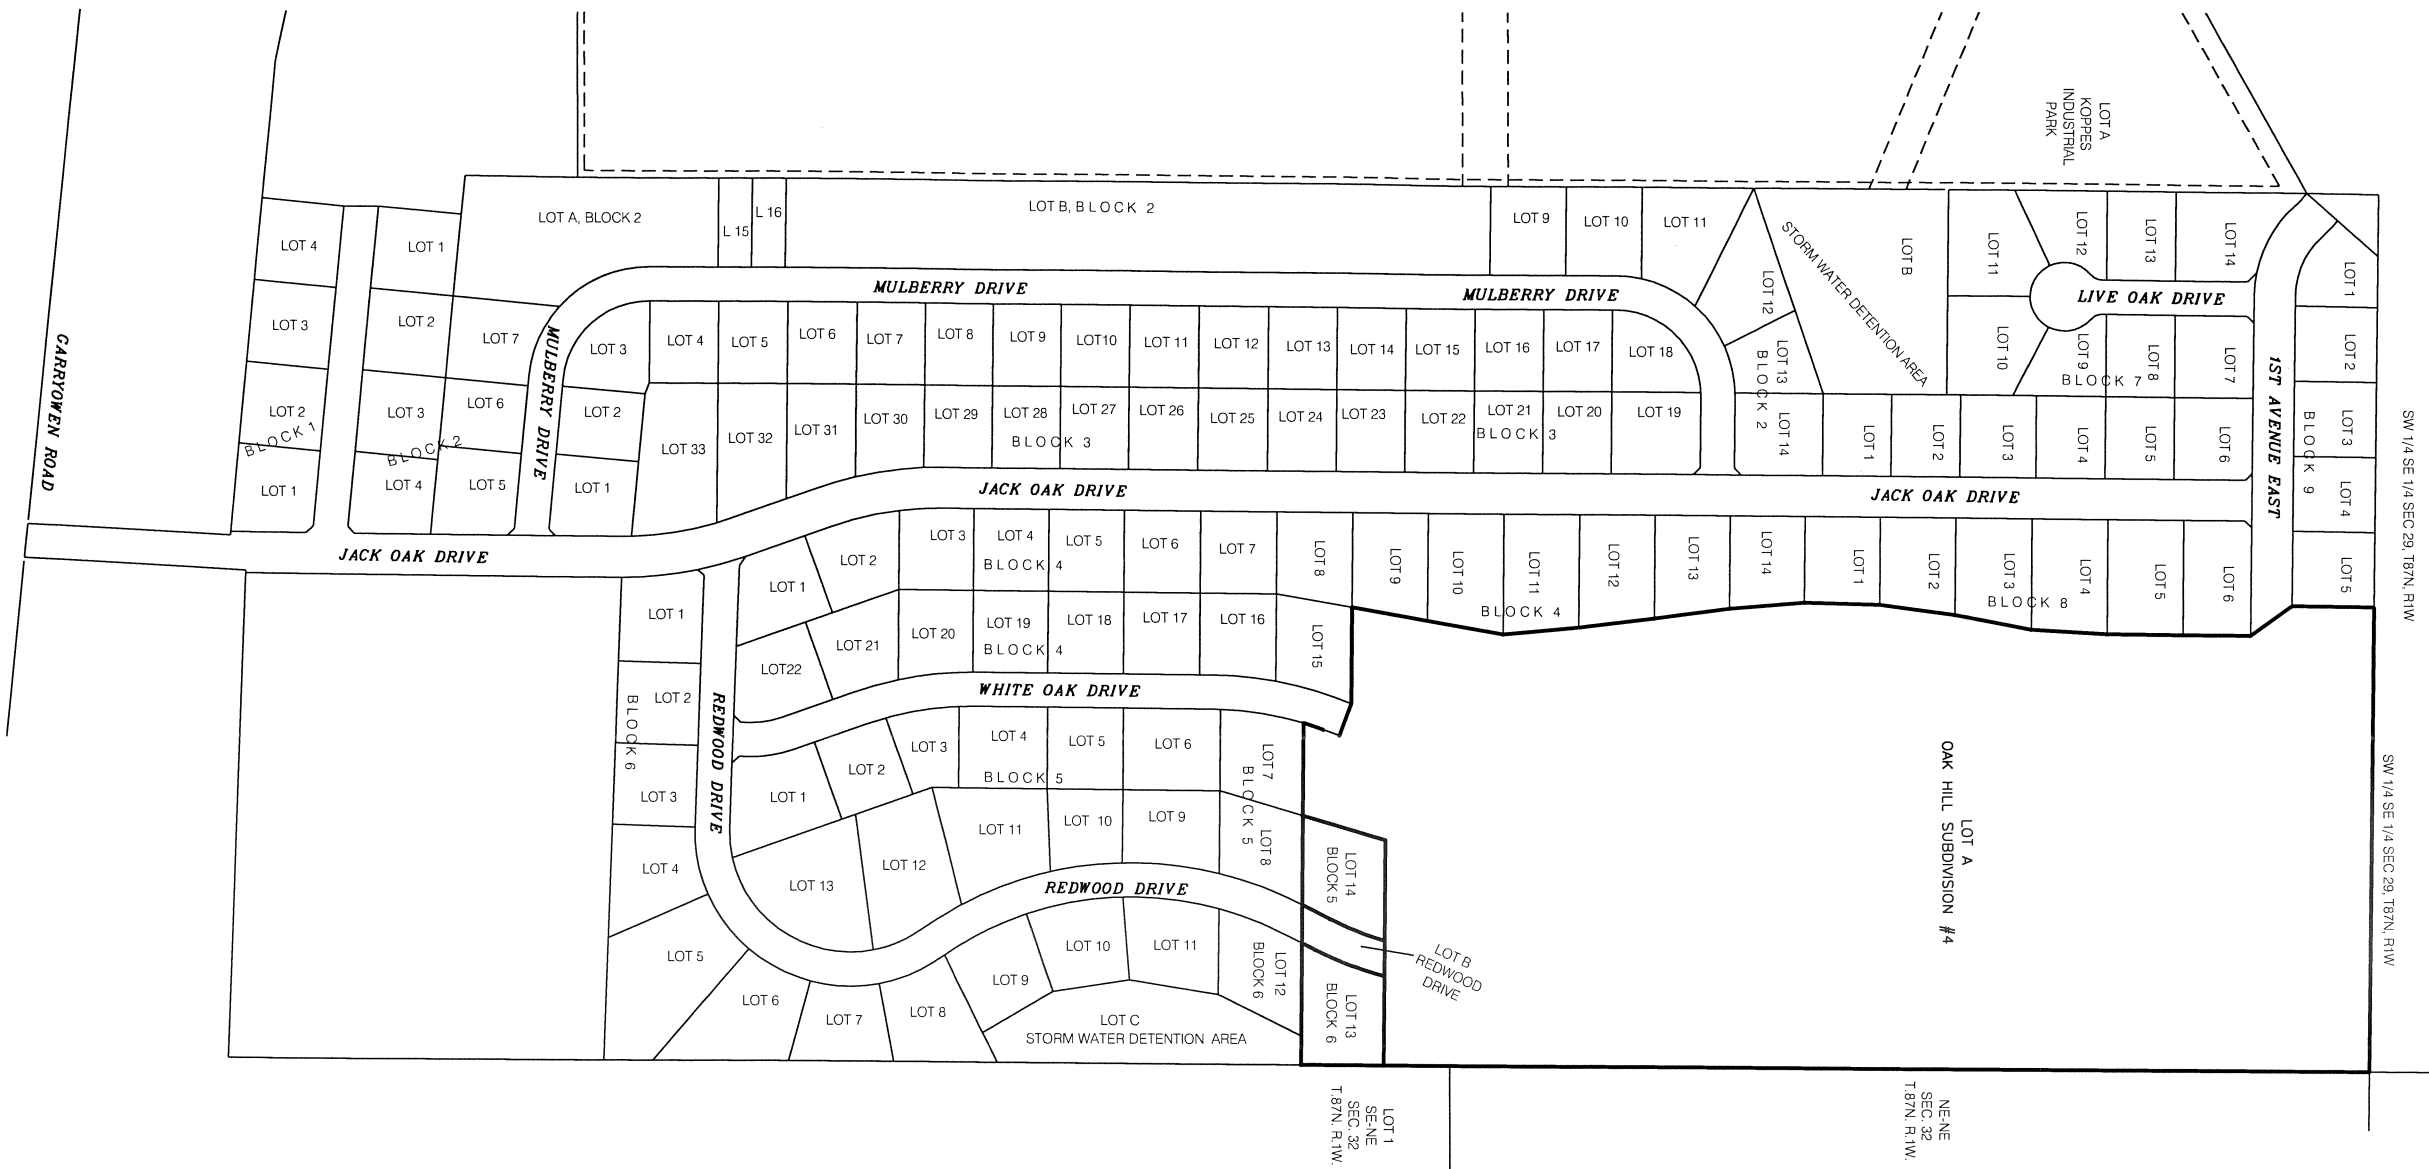 LOT A
KOPPES
INDUSTRIAL
PARK
LOT A, BLOCK 2
L 15
L 16
LOT B, BLOCK 2
LOT 9
LOT 10
LOT 11
STORM WATER DETENTION AREA
LOT B
LOT 11
LOT 12
LOT 13
LOT 14
LOT 4
LOT 1
LOT 12
LOT 1
MULBERRY DRIVE
MULBERRY DRIVE
LIVE OAK DRIVE
LOT 3
LOT 2
LOT 7
MULBERRY DRIVE
LOT 3
LOT 4
LOT 5
LOT 6
LOT 7
LOT 8
LOT 9
LOT10
LOT 11
LOT 12
LOT 13
LOT 14
LOT 15
LOT 16
LOT 17
LOT 18
LOT 13
BLOCK 2
LOT 10
LOT 9
LOT 8
LOT 7
BLOCK 7
1ST AVENUE EAST
LOT 2
GARRYOWEN ROAD
LOT 2
BLOCK 1
LOT 3
BLOCK 2
LOT 6
LOT 2
LOT 33
LOT 32
LOT 31
LOT 30
LOT 29
LOT 28
BLOCK 3
LOT 27
LOT 26
LOT 25
LOT 24
LOT 23
LOT 22
LOT 21
BLOCK 3
LOT 20
LOT 19
LOT 14
LOT 1
LOT 2
LOT 3
LOT 4
LOT 5
LOT 6
LOT 3
BLOCK 9
LOT 4
LOT 5
SW 1/4 SE 1/4 SEC 29, T87N, R1W
LOT 1
LOT 4
LOT 5
LOT 1
JACK OAK DRIVE
JACK OAK DRIVE
JACK OAK DRIVE
LOT 1
LOT 2
LOT 3
LOT 4
BLOCK 4
LOT 5
LOT 6
LOT 7
LOT 8
LOT 9
LOT 10
LOT 11
BLOCK 4
LOT 12
LOT 13
LOT 14
LOT 1
LOT 2
LOT 3
BLOCK 8
LOT 4
LOT 5
LOT 6
LOT 1
LOT22
LOT 21
LOT 20
LOT 19
BLOCK 4
LOT 18
LOT 17
LOT 16
LOT 15
LOT 2
BLOCK 6
REDWOOD DRIVE
WHITE OAK DRIVE
LOT 3
LOT 1
LOT 2
LOT 3
LOT 4
BLOCK 5
LOT 5
LOT 6
LOT 7
BLOCK 5
LOT 8
LOT 4
LOT 13
LOT 12
LOT 11
LOT 10
LOT 9
REDWOOD DRIVE
LOT 14
BLOCK 5
LOT B
REDWOOD
DRIVE
LOT 5
LOT 6
LOT 7
LOT 8
LOT 9
LOT 10
LOT 11
LOT 12
BLOCK 6
LOT 13
BLOCK 6
LOT C
STORM WATER DETENTION AREA
LOT A
OAK HILL SUBDIVISION #4
SW 1/4 SE 1/4 SEC 29, T87N, R1W
LOT 1
SE-NE
SEC. 32
T.87N. R.1W.
NE-NE
SEC. 32
T.87N. R.1W.